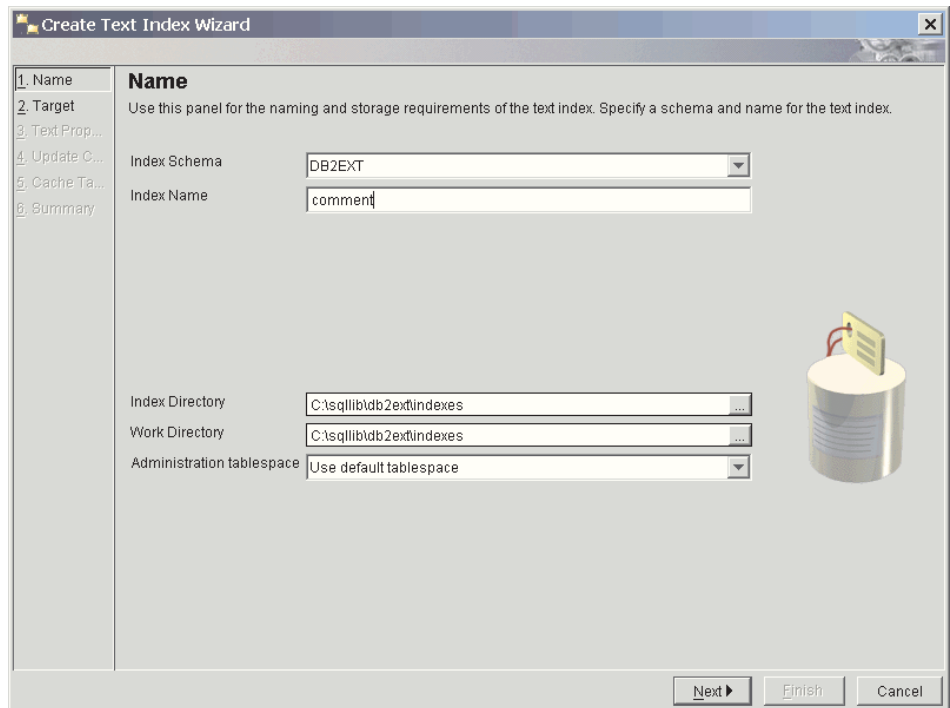 Create Text Index Wizard
1. Name
2. Target
3. Text Prop...
4. Update C...
5. Cache Ta...
6. Summary
Name
Use this panel for the naming and storage requirements of the text index. Specify a schema and name for the text index.
Index Schema
DB2EXT
Index Name
comment
Index Directory
C:\sqllib\db2ext\indexes
...
Work Directory
C:\sqllib\db2ext\indexes
...
Administration tablespace
Use default tablespace
Next
Finish
Cancel